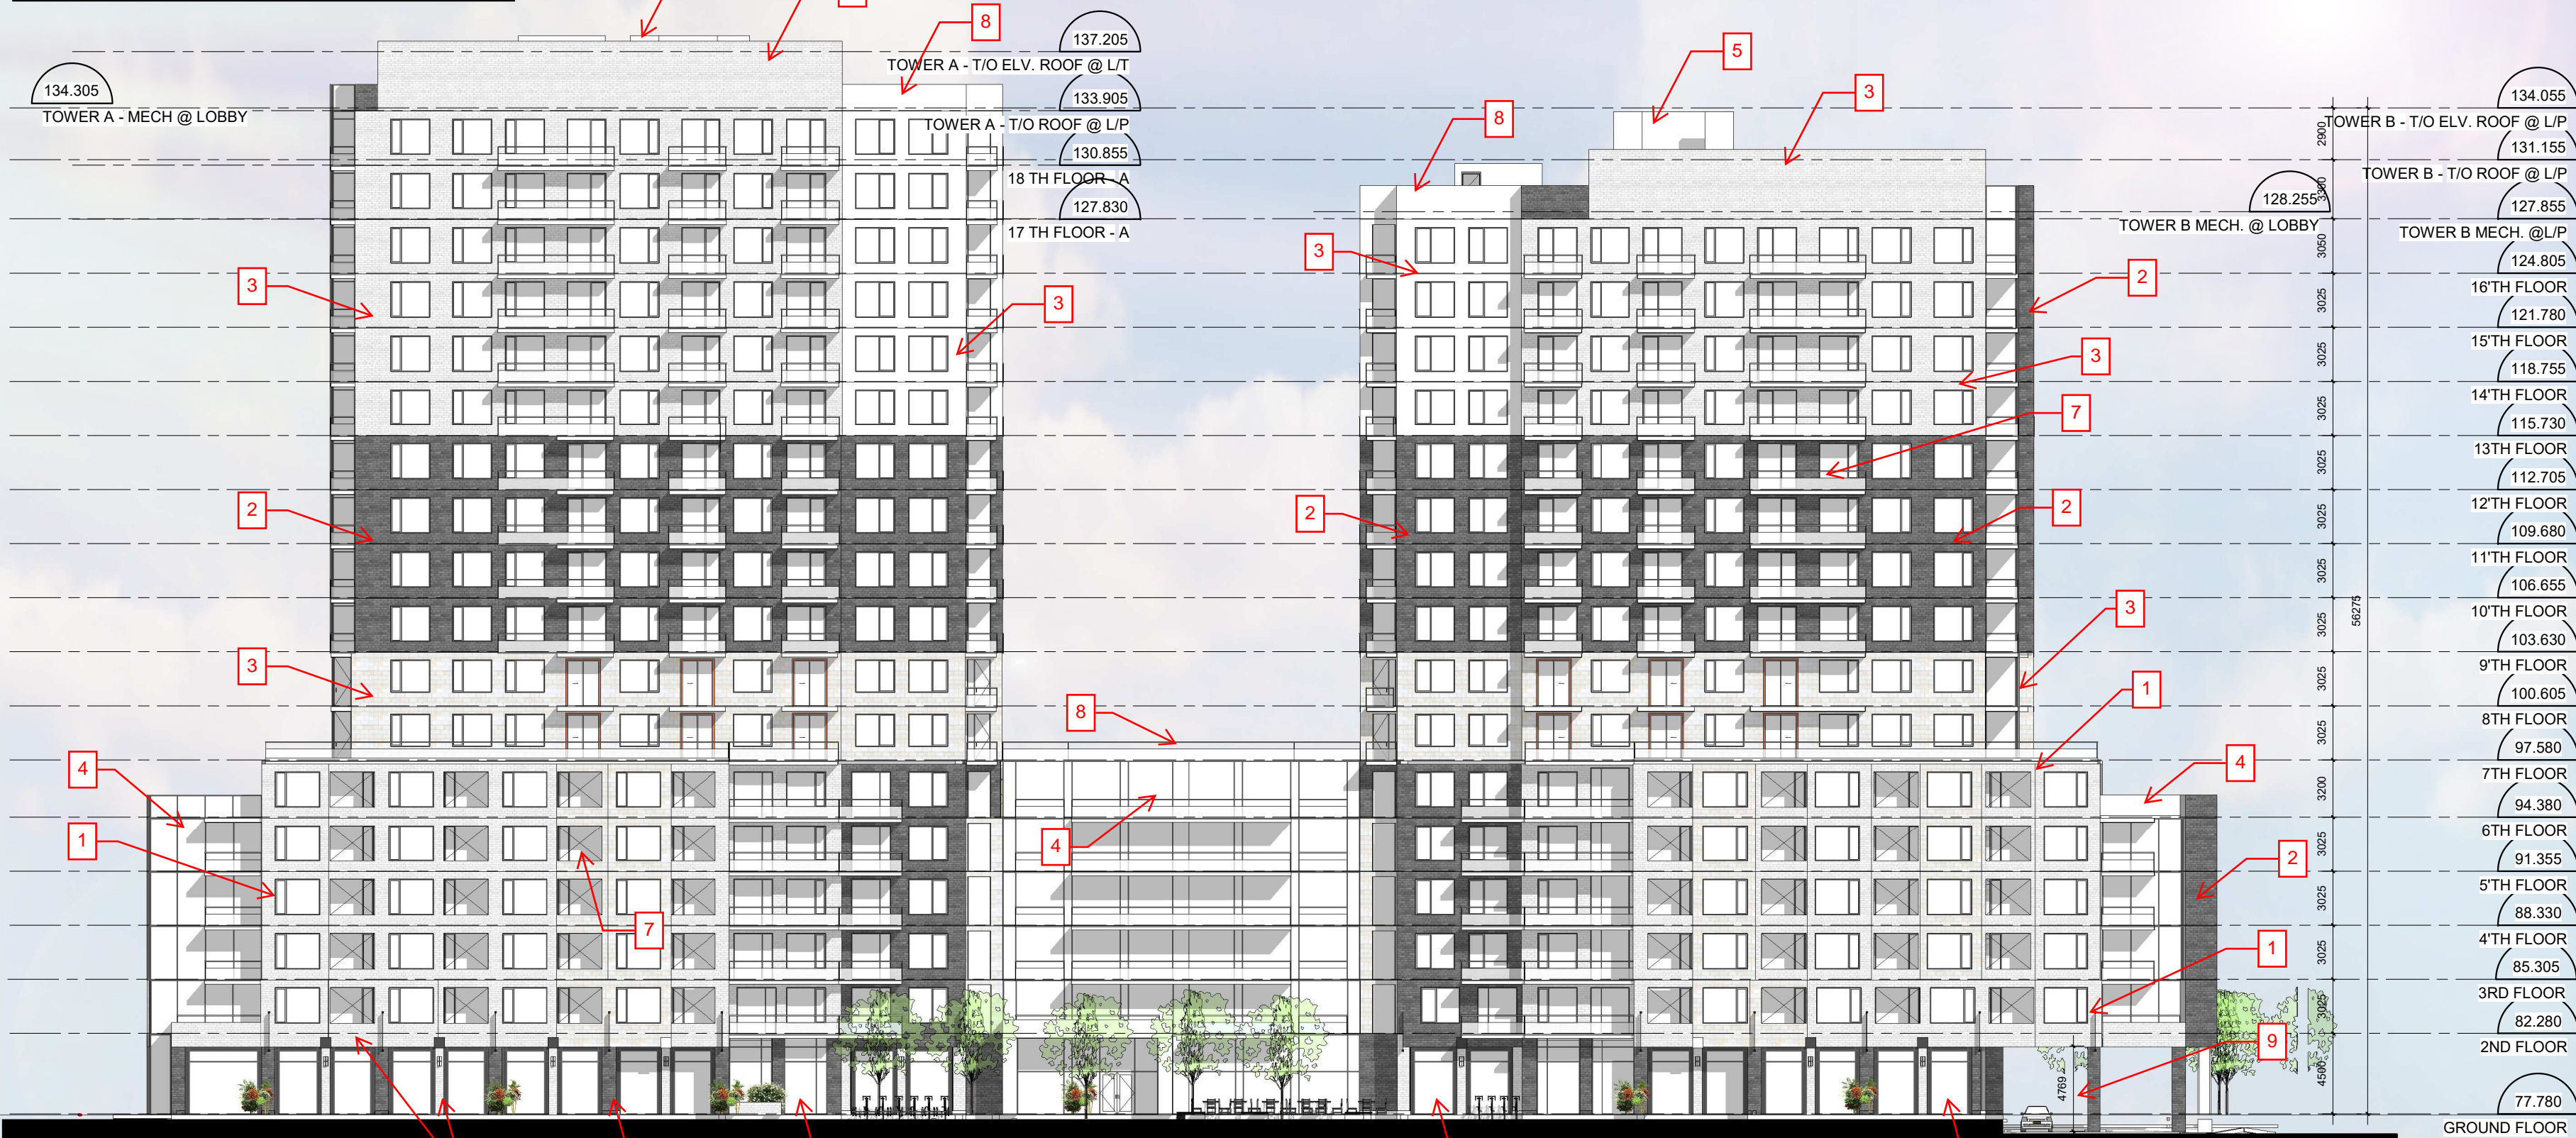 8
137.205
TOWER A - T/O ELV. ROOF @ L/T
134.305
TOWER A - MECH @ LOBBY
133.905
TOWER A - T/O ROOF @ L/P
130.855
18 TH FLOOR - A
127.830
17 TH FLOOR - A
5
3
8
134.055
TOWER B - T/O ELV. ROOF @ L/P
131.155
TOWER B - T/O ROOF @ L/P
128.255
TOWER B MECH. @ LOBBY
127.855
TOWER B MECH. @L/P
124.805
16'TH FLOOR
121.780
15'TH FLOOR
118.755
14'TH FLOOR
115.730
13TH FLOOR
112.705
12'TH FLOOR
109.680
11'TH FLOOR
106.655
10'TH FLOOR
103.630
9'TH FLOOR
100.605
8TH FLOOR
97.580
7TH FLOOR
94.380
6TH FLOOR
91.355
5'TH FLOOR
88.330
4'TH FLOOR
85.305
3RD FLOOR
82.280
2ND FLOOR
77.780
GROUND FLOOR
2900
3300
3050
3025
3025
3025
3025
3025
3025
3025
3025
3025
3200
3025
3025
3025
3025
4500
56275
4769
3
3
2
3
4
1
7
8
4
3
2
2
3
7
2
3
1
4
2
1
9